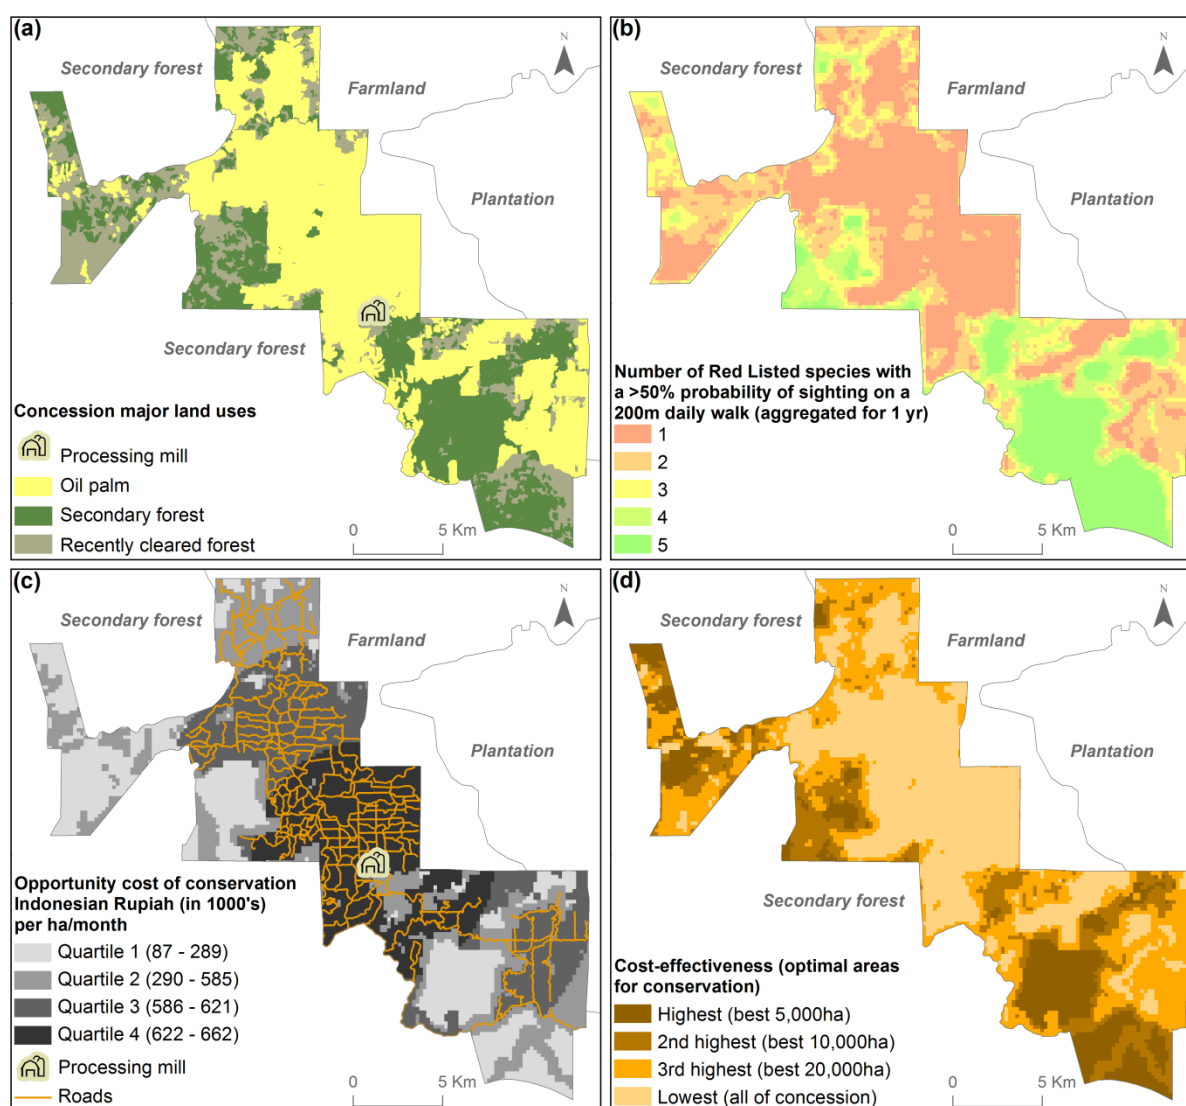 (a)
N
Secondary forest
Farmland
Plantation
Secondary forest
Concession major land uses
Processing mill
Oil palm
Secondary forest
Recently cleared forest
0 5 Km
(b)
N
Secondary forest
Farmland
Plantation
Number of Red Listed species with
a >50% probability of sighting on a
200m daily walk (aggregated for 1 yr)
1
2
3
4
5
0 5 Km
(c)
N
Secondary forest
Farmland
Plantation
Opportunity cost of conservation
Indonesian Rupiah (in 1000's)
per ha/month
Quartile 1 (87 - 289)
Quartile 2 (290 - 585)
Quartile 3 (586 - 621)
Quartile 4 (622 - 662)
Processing mill
Roads
0 5 Km
(d)
N
Secondary forest
Farmland
Plantation
Secondary forest
Cost-effectiveness (optimal areas
for conservation)
Highest (best 5,000ha)
2nd highest (best 10,000ha)
3rd highest (best 20,000ha)
Lowest (all of concession)
0 5 Km